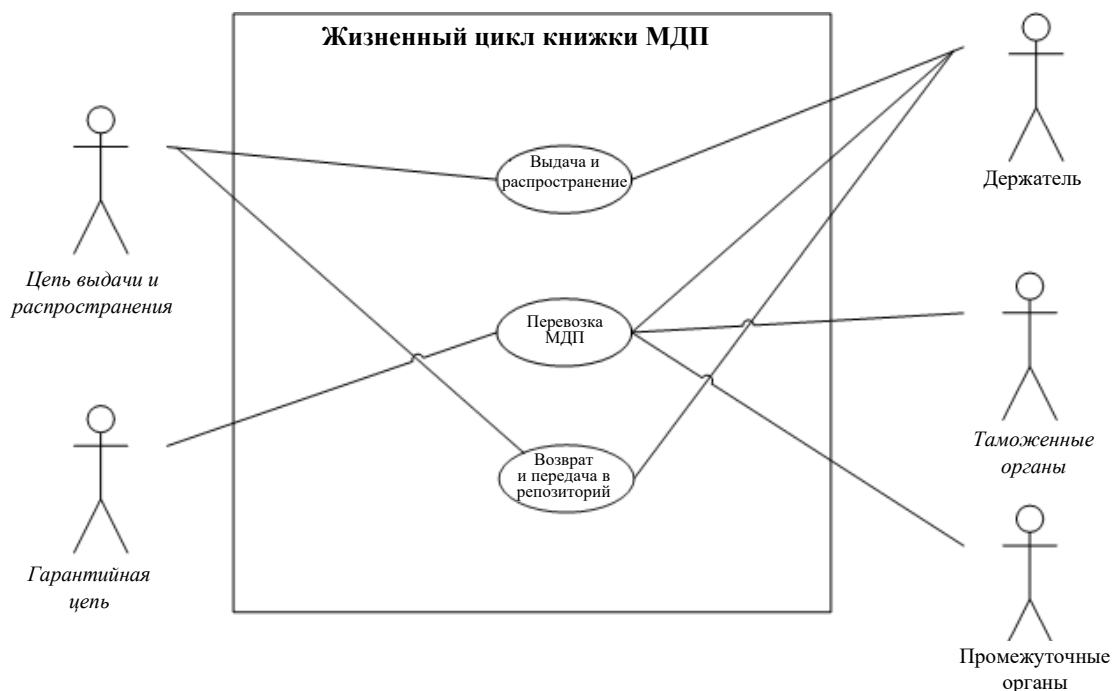 Жизненный цикл книжки МДП
Выдача и
распространение
Держатель
Цепь выдачи и
распространения
Перевозка
МДП
Таможенные
органы
Возврат
и передача в
репозиторий
Гарантийная
цепь
Промежуточные
органы